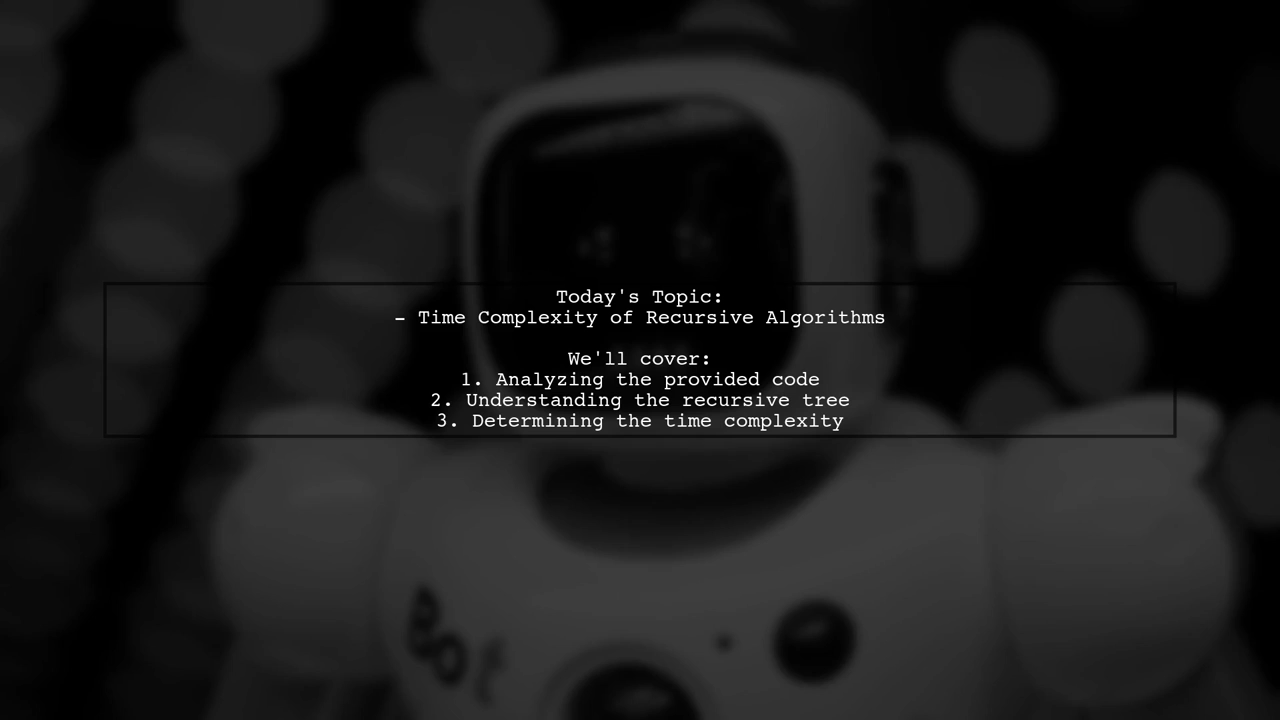 Today's Topic:
– Time Complexity of Recursive Algorithms
We'll cover:
1. Analyzing the provided code
2. Understanding the recursive tree
3. Determining the time complexity
Bot